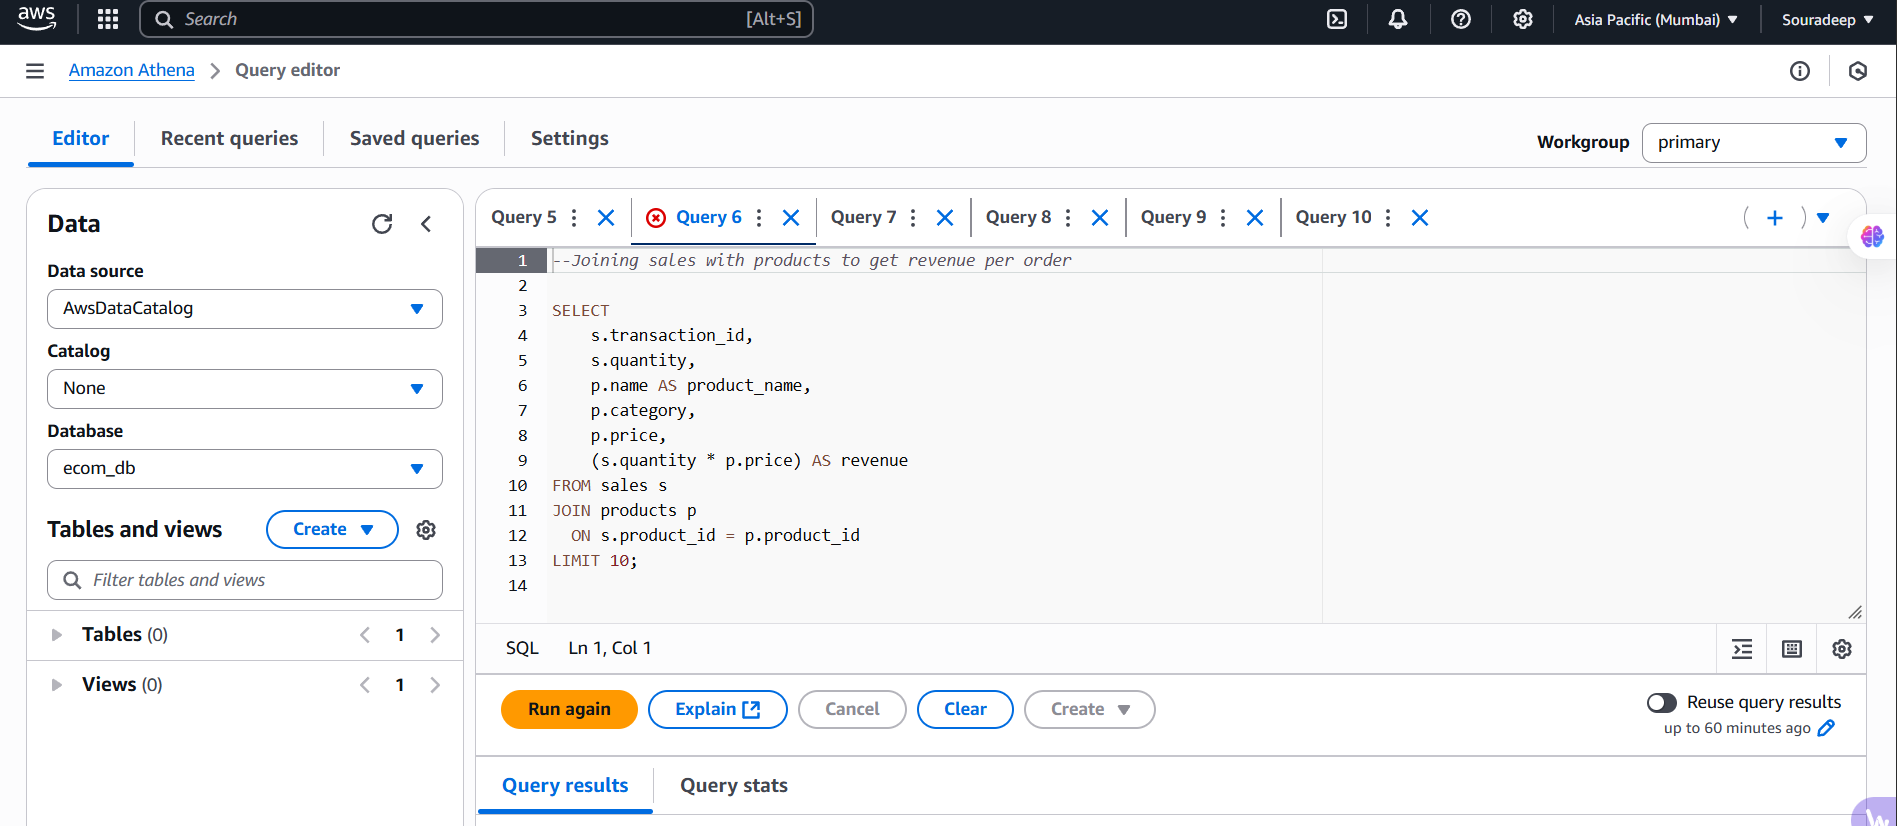 aws
Search [Alt+S]
Asia Pacific (Mumbai)
Souradeep
Amazon Athena
Query editor
Editor
Recent queries
Saved queries
Settings
Workgroup
primary
Data
Data source
AwsDataCatalog
Catalog
None
Database
ecom_db
Tables and views
Create
Filter tables and views
Tables (0)
1
Views (0)
1
Query 5
Query 6
Query 7
Query 8
Query 9
Query 10
1 --Joining sales with products to get revenue per order
2
3 SELECT
4 s.transaction_id,
5 s.quantity,
6 p.name AS product_name,
7 p.category,
8 p.price,
9 (s.quantity * p.price) AS revenue
10 FROM sales s
11 JOIN products p
12 ON s.product_id = p.product_id
13 LIMIT 10;
14
SQL
Ln 1, Col 1
Run again
Explain
Cancel
Clear
Create
Reuse query results
up to 60 minutes ago
Query results
Query stats